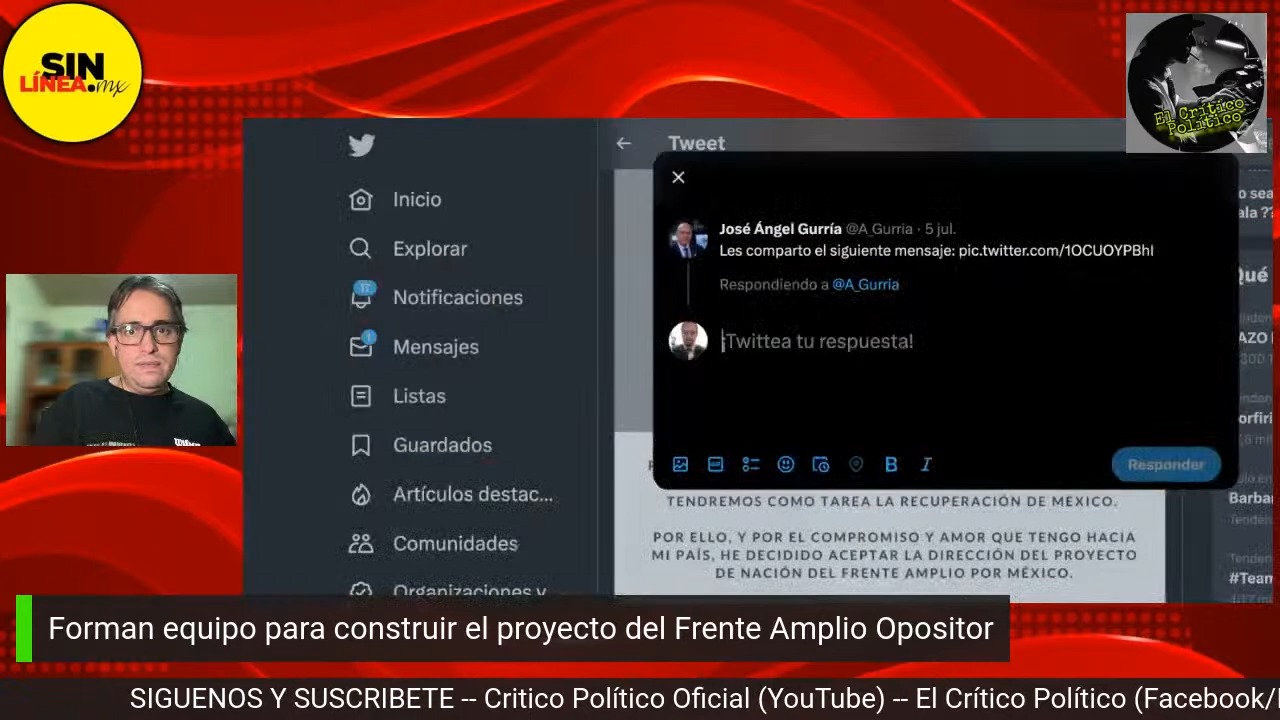 SIN
LÍNEA.mx
El Crítico
Político
Tweet
Inicio
Explorar
Notificaciones
Mensajes
Listas
Guardados
Artículos destac...
Comunidades
Organizaciones y
José Ángel Gurría @A_Gurria · 5 jul.
Les comparto el siguiente mensaje: pic.twitter.com/1OCUOYPBhI
Respondiendo a @A_Gurria
¡Twittea tu respuesta!
B I
Responder
TENDREMOS COMO TAREA LA RECUPERACIÓN DE MÉXICO.
POR ELLO, Y POR EL COMPROMISO Y AMOR QUE TENGO HACIA
MI PAÍS, HE DECIDIDO ACEPTAR LA DIRECCIÓN DEL PROYECTO
DE NACIÓN DEL FRENTE AMPLIO POR MÉXICO.
#Team
Forman equipo para construir el proyecto del Frente Amplio Opositor
SIGUENOS Y SUSCRIBETE -- Critico Político Oficial (YouTube) -- El Crítico Político (Facebook/